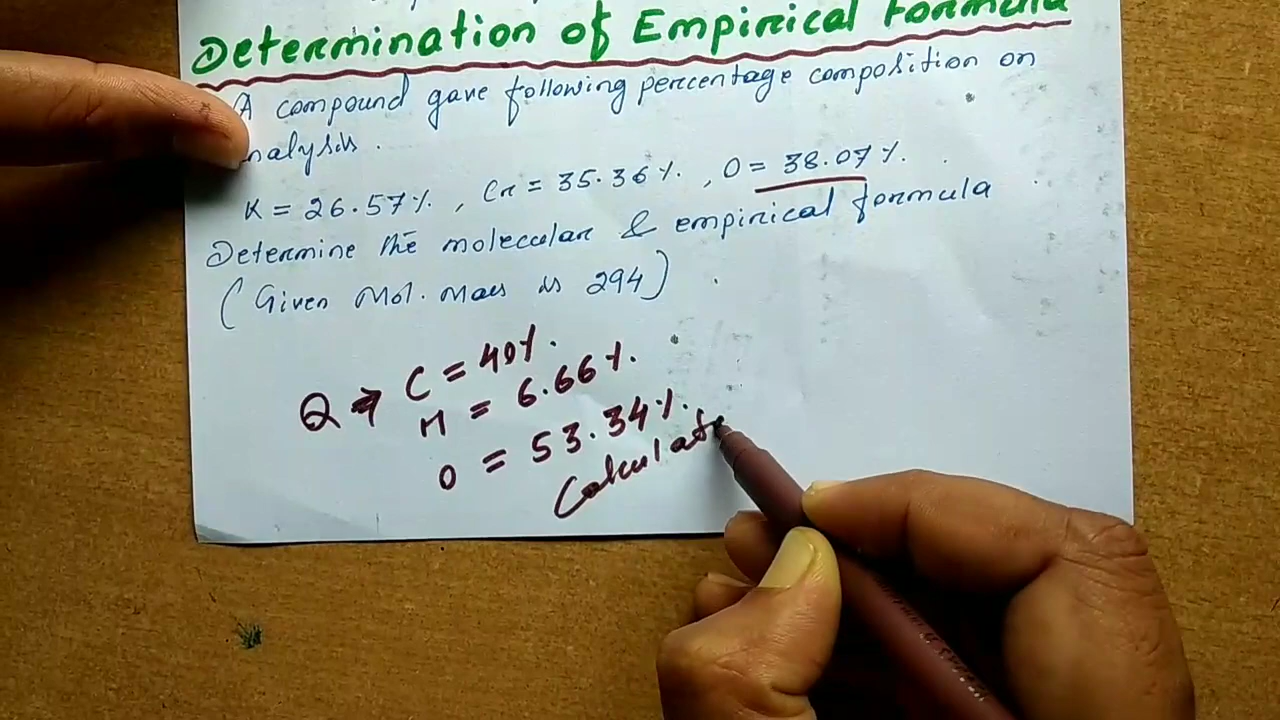 Determination of Empirical Formula
A compound gave following percentage composition on
nalysis.
K = 26.57%, Cr = 35.36%, O = 38.07%.
Determine the molecular & empirical formula
(Given Mol. Mass is 294)
Q ⇒ C = 40%.
H = 6.66%.
O = 53.34%.
Calculate